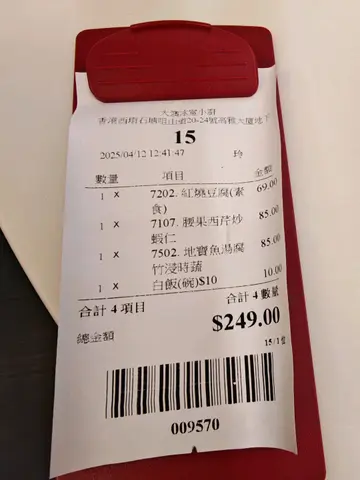 小廚
香港西環石塘咀山道20-24號高雅大廈地下
15
2025/04/12 12:41:47 玲
數量 項目 金額
1 x 7202. 紅燒豆腐(素 69.00
食)
1 x 7107. 腰果西芹炒 85.00
蝦仁
1 x 7502. 地寶魚湯腐 85.00
竹浸時蔬
1 x 白飯(碗)$10 10.00
合計 4 項目 合計 4 數量
總金額 $249.00
15/1位
009570